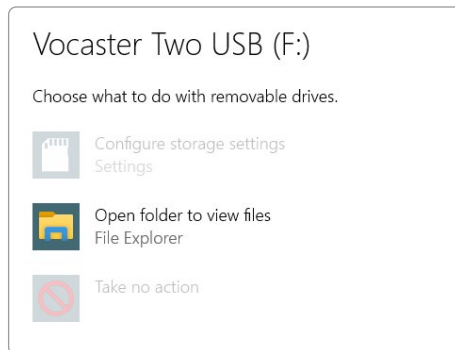 Vocaster Two USB (F:)
Choose what to do with removable drives.
Configure storage settings
Settings
Open folder to view files
File Explorer
Take no action